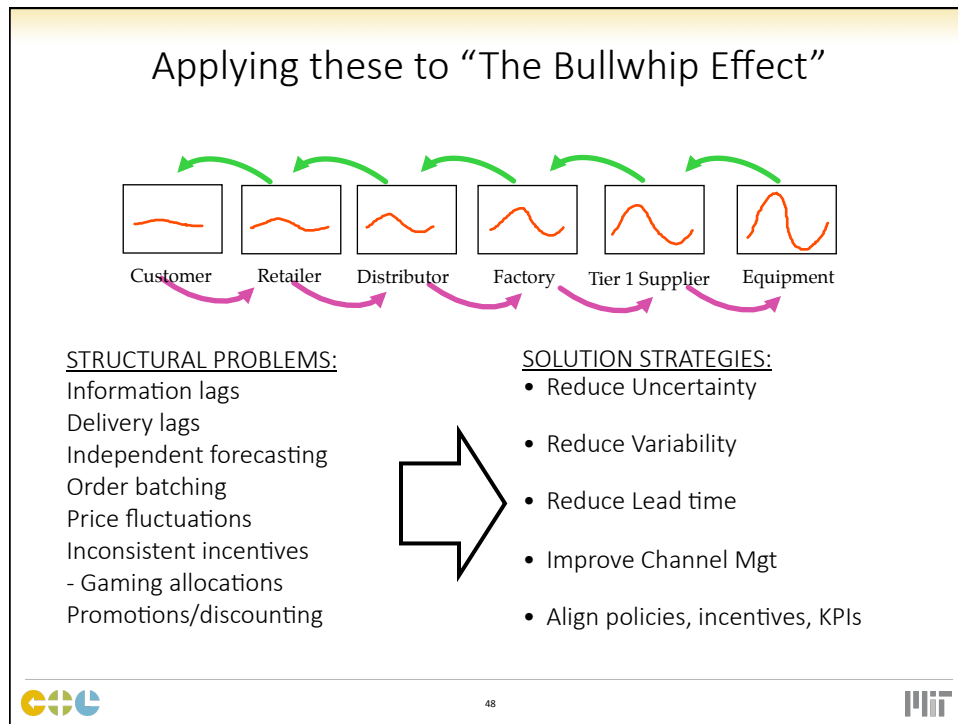 Applying these to “The Bullwhip Effect”
Customer
Retailer
Distributor
Factory
Tier 1 Supplier
Equipment
STRUCTURAL PROBLEMS:
Information lags
Delivery lags
Independent forecasting
Order batching
Price fluctuations
Inconsistent incentives
- Gaming allocations
Promotions/discounting
SOLUTION STRATEGIES:
• Reduce Uncertainty
• Reduce Variability
• Reduce Lead time
• Improve Channel Mgt
• Align policies, incentives, KPIs
CTL
48
MIT